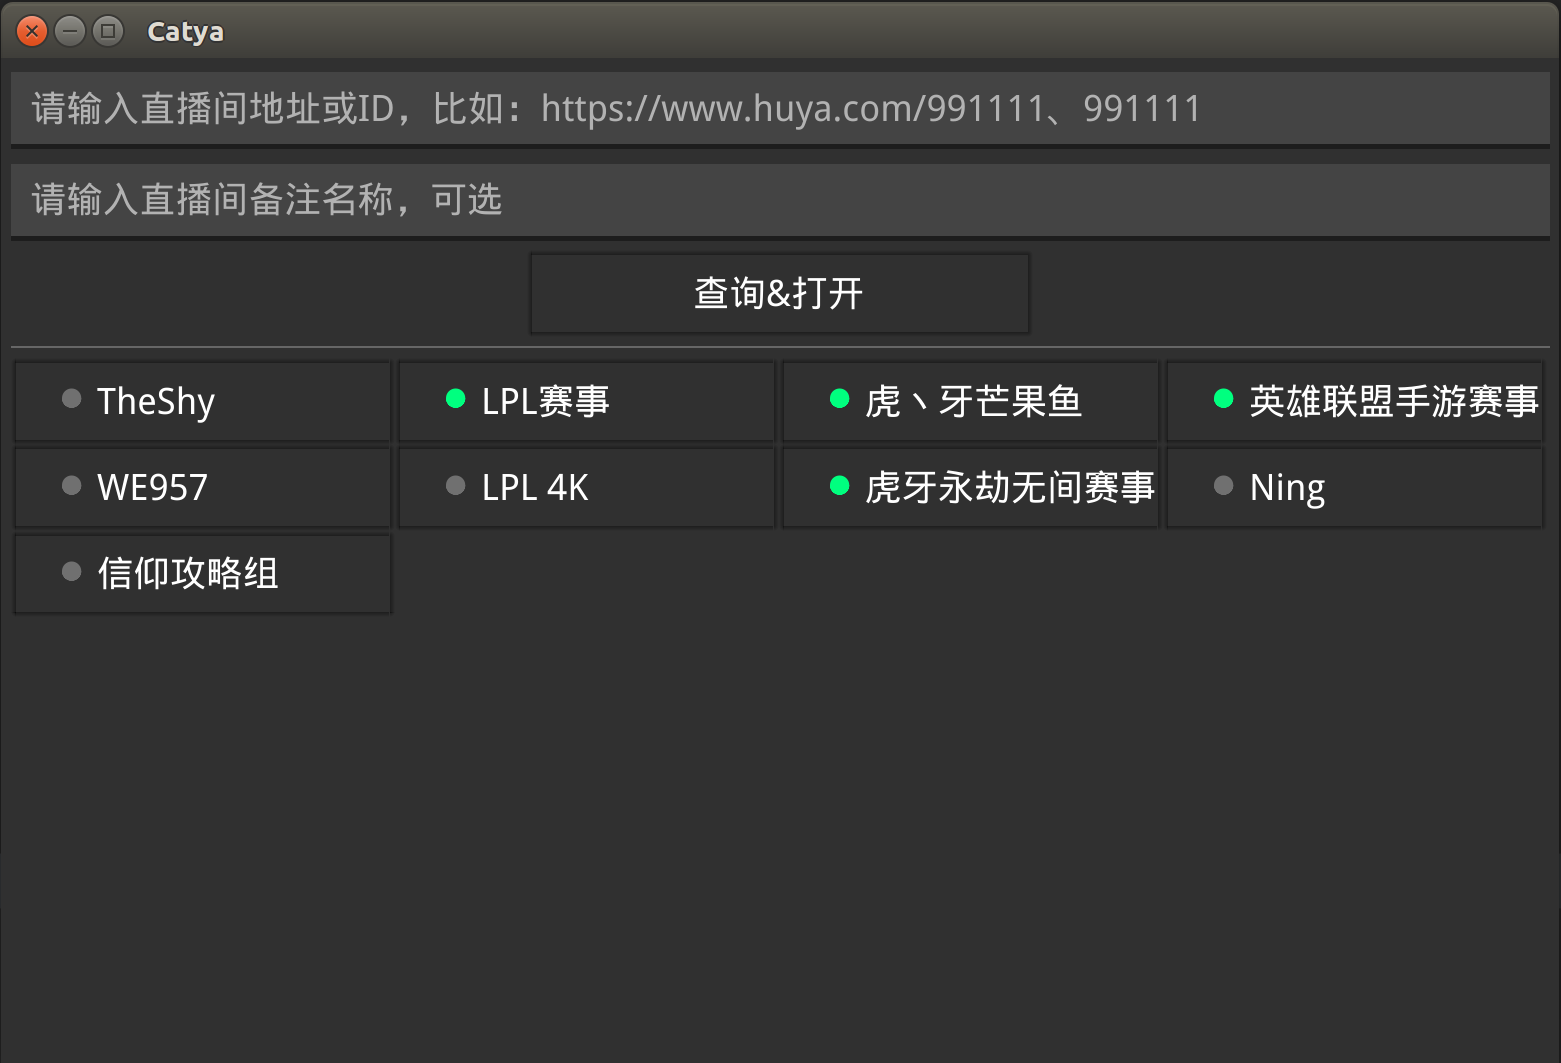 Catya
请输入直播间地址或ID，比如：https://www.huya.com/991111、991111
请输入直播间备注名称，可选
查询&打开
TheShy
LPL赛事
虎丶牙芒果鱼
英雄联盟手游赛事
WE957
LPL 4K
虎牙永劫无间赛事
Ning
信仰攻略组